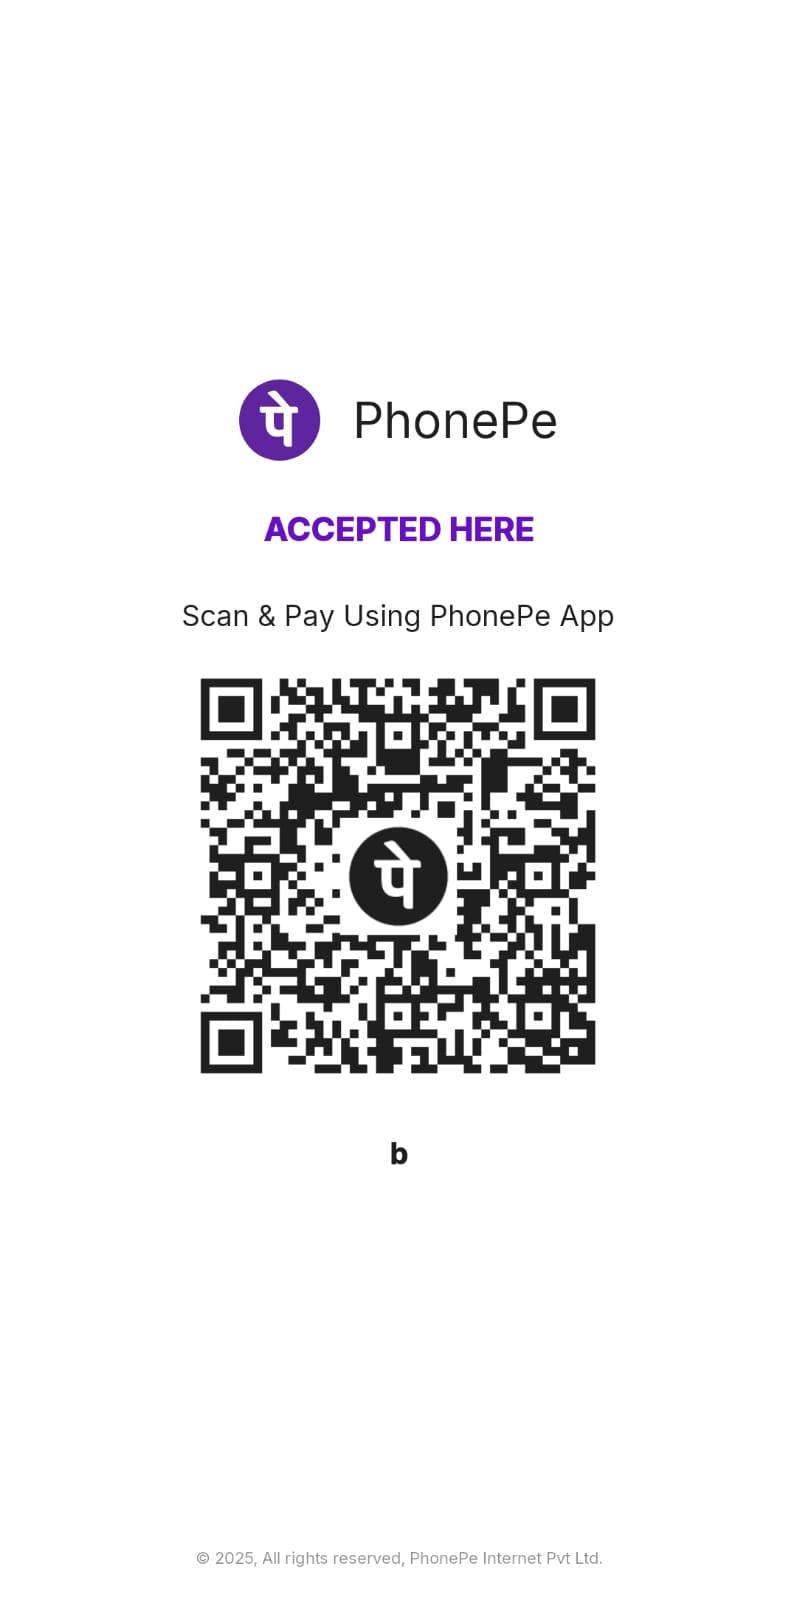 पे PhonePe
ACCEPTED HERE
Scan & Pay Using PhonePe App
पे
b
© 2025, All rights reserved, PhonePe Internet Pvt Ltd.